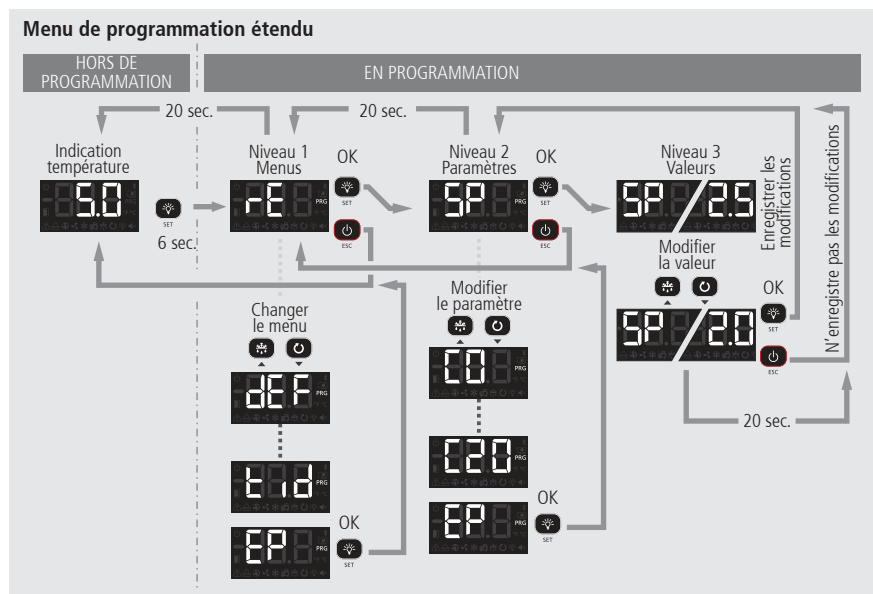 Menu de programmation étendu
HORS DE
PROGRAMMATION
EN PROGRAMMATION
20 sec.
20 sec.
Indication
température
Niveau 1
Menus
OK
Niveau 2
Paramètres
OK
Niveau 3
Valeurs
Enregistrer les
modifications
N'enregistre pas les modifications
5.0
SET
6 sec.
rE
PRG
SET
ESC
SP
PRG
SET
ESC
SP / 2.5
Modifier
la valeur
SP / 2.0
OK
SET
ESC
20 sec.
Changer
le menu
dEF
PRG
tid
PRG
EP
PRG
OK
SET
Modifier
le paramètre
C0
PRG
C20
PRG
EP
PRG
OK
SET